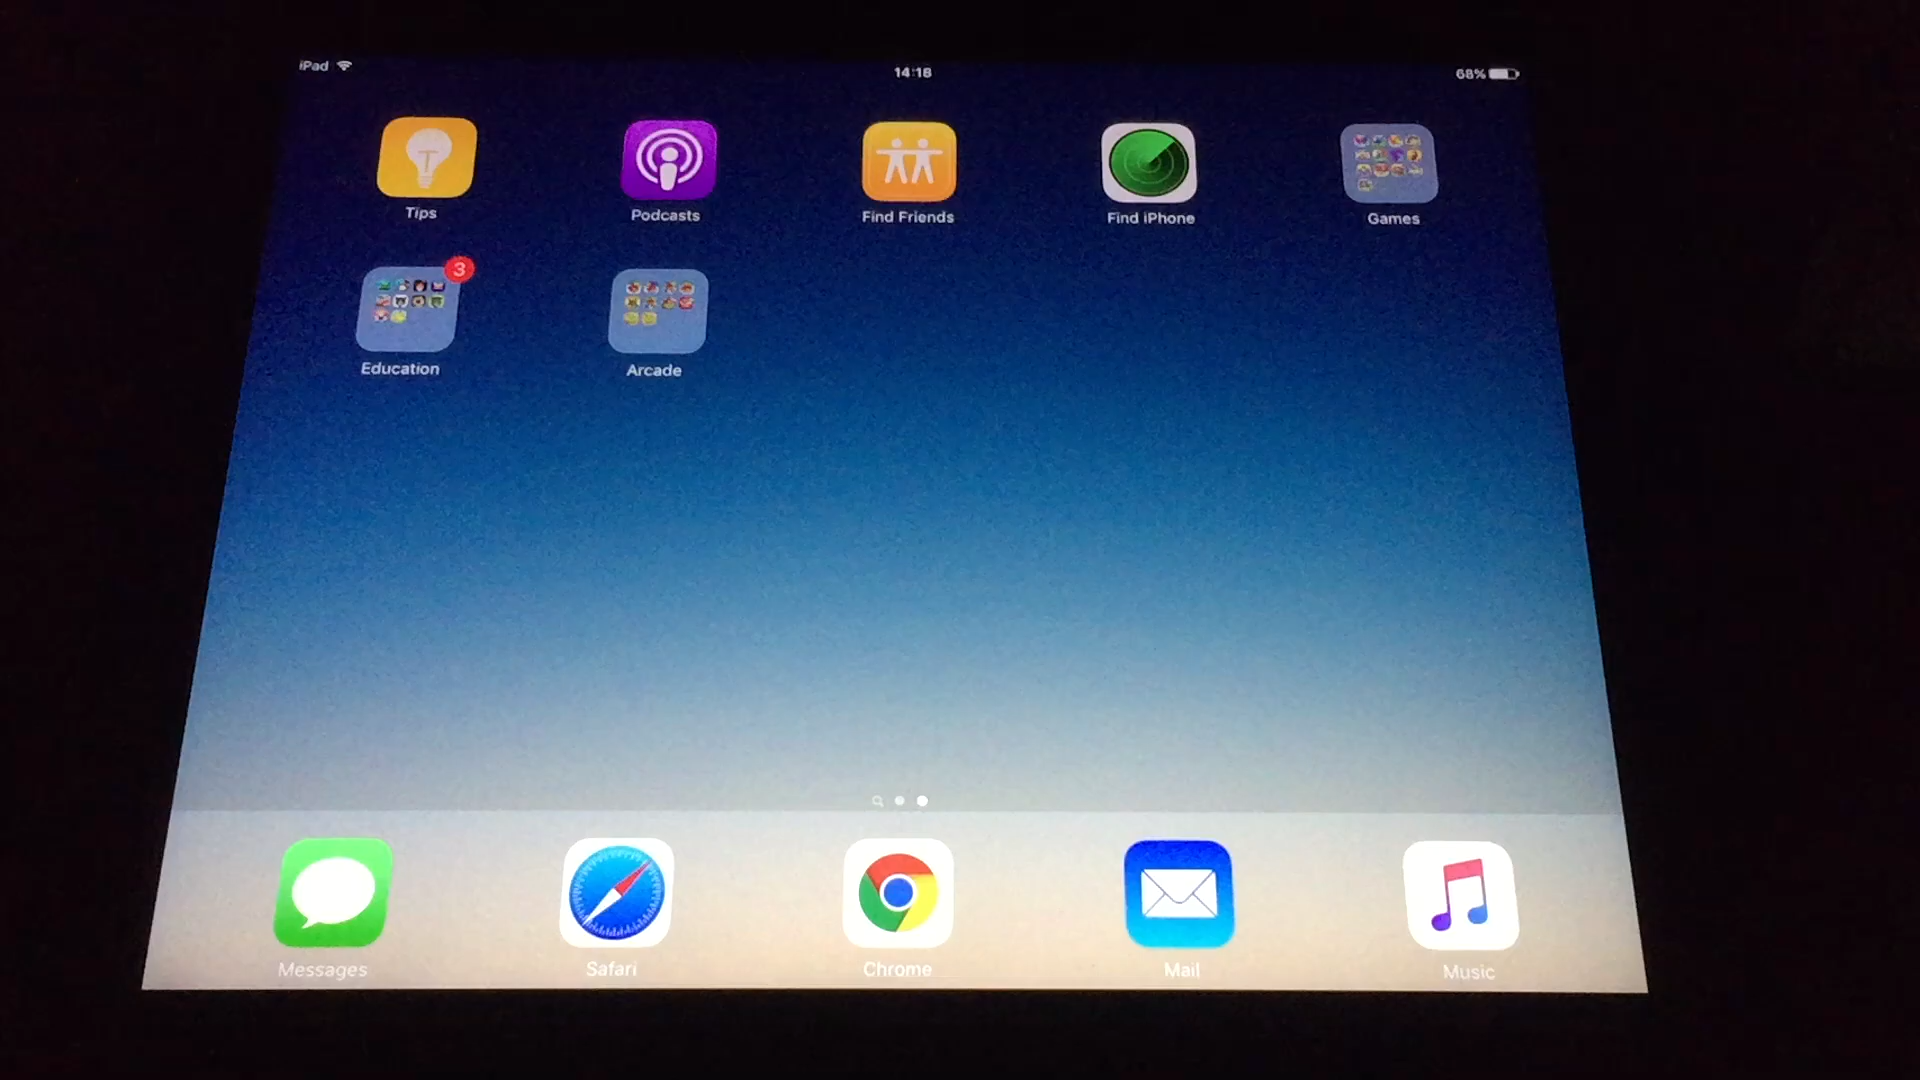 iPad 14:18 68%
Tips Podcasts Find Friends Find iPhone Games
3
Education Arcade
Messages Safari Chrome Mail Music